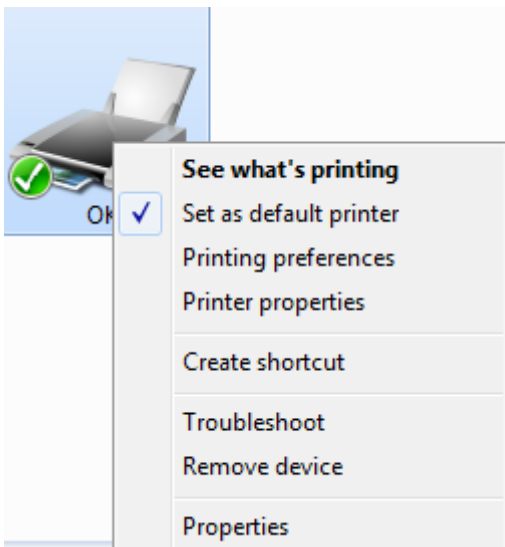 See what's printing
OK
Set as default printer
Printing preferences
Printer properties
Create shortcut
Troubleshoot
Remove device
Properties